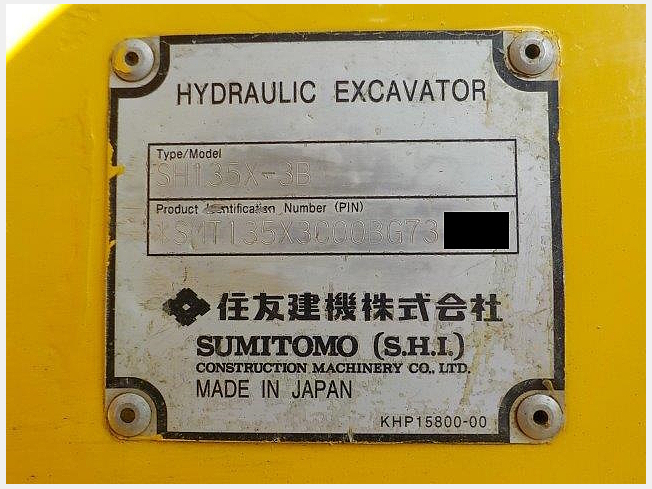 HYDRAULIC EXCAVATOR
Type/Model
SH135X-3B
Product Identification Number (PIN)
住友建機株式会社
SUMITOMO (S.H.I.)
CONSTRUCTION MACHINERY CO., LTD.
MADE IN JAPAN
KHP15800-00